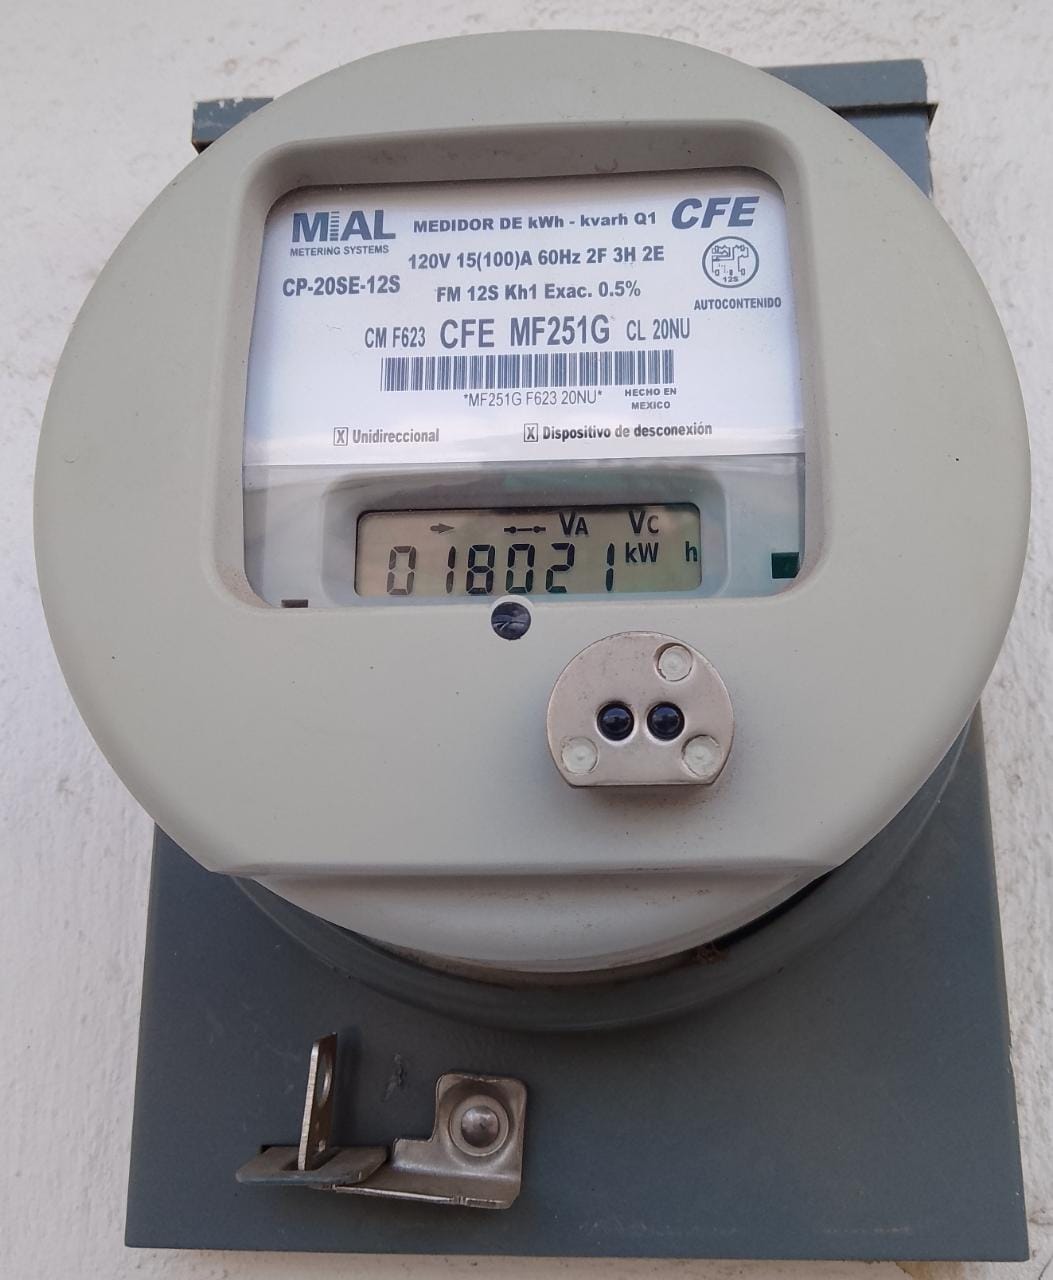 MIAL
METERING SYSTEMS
MEDIDOR DE kWh - kvarh Q1
CFE
120V 15(100)A 60Hz 2F 3H 2E
CP-20SE-12S
FM 12S Kh1 Exac. 0.5%
12S
AUTOCONTENIDO
CM F623 CFE MF251G CL 20NU
*MF251G F623 20NU*
HECHO EN
MEXICO
X Unidireccional
X Dispositivo de desconexión
VA VC
018021 kW h